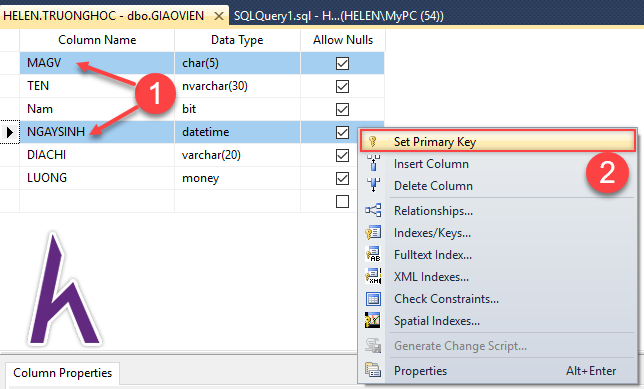 HELEN.TRUONGHOC - dbo.GIAOVIEN
SQLQuery1.sql - H...(HELEN\MyPC (54))
Column Name Data Type Allow Nulls
MAGV char(5)
TEN nvarchar(30)
Nam bit
NGAYSINH datetime
DIACHI varchar(20)
LUONG money
1
Set Primary Key
Insert Column
Delete Column
2
Relationships...
Indexes/Keys...
Fulltext Index...
XML Indexes...
Check Constraints...
Spatial Indexes...
Generate Change Script...
Properties Alt+Enter
h
Column Properties